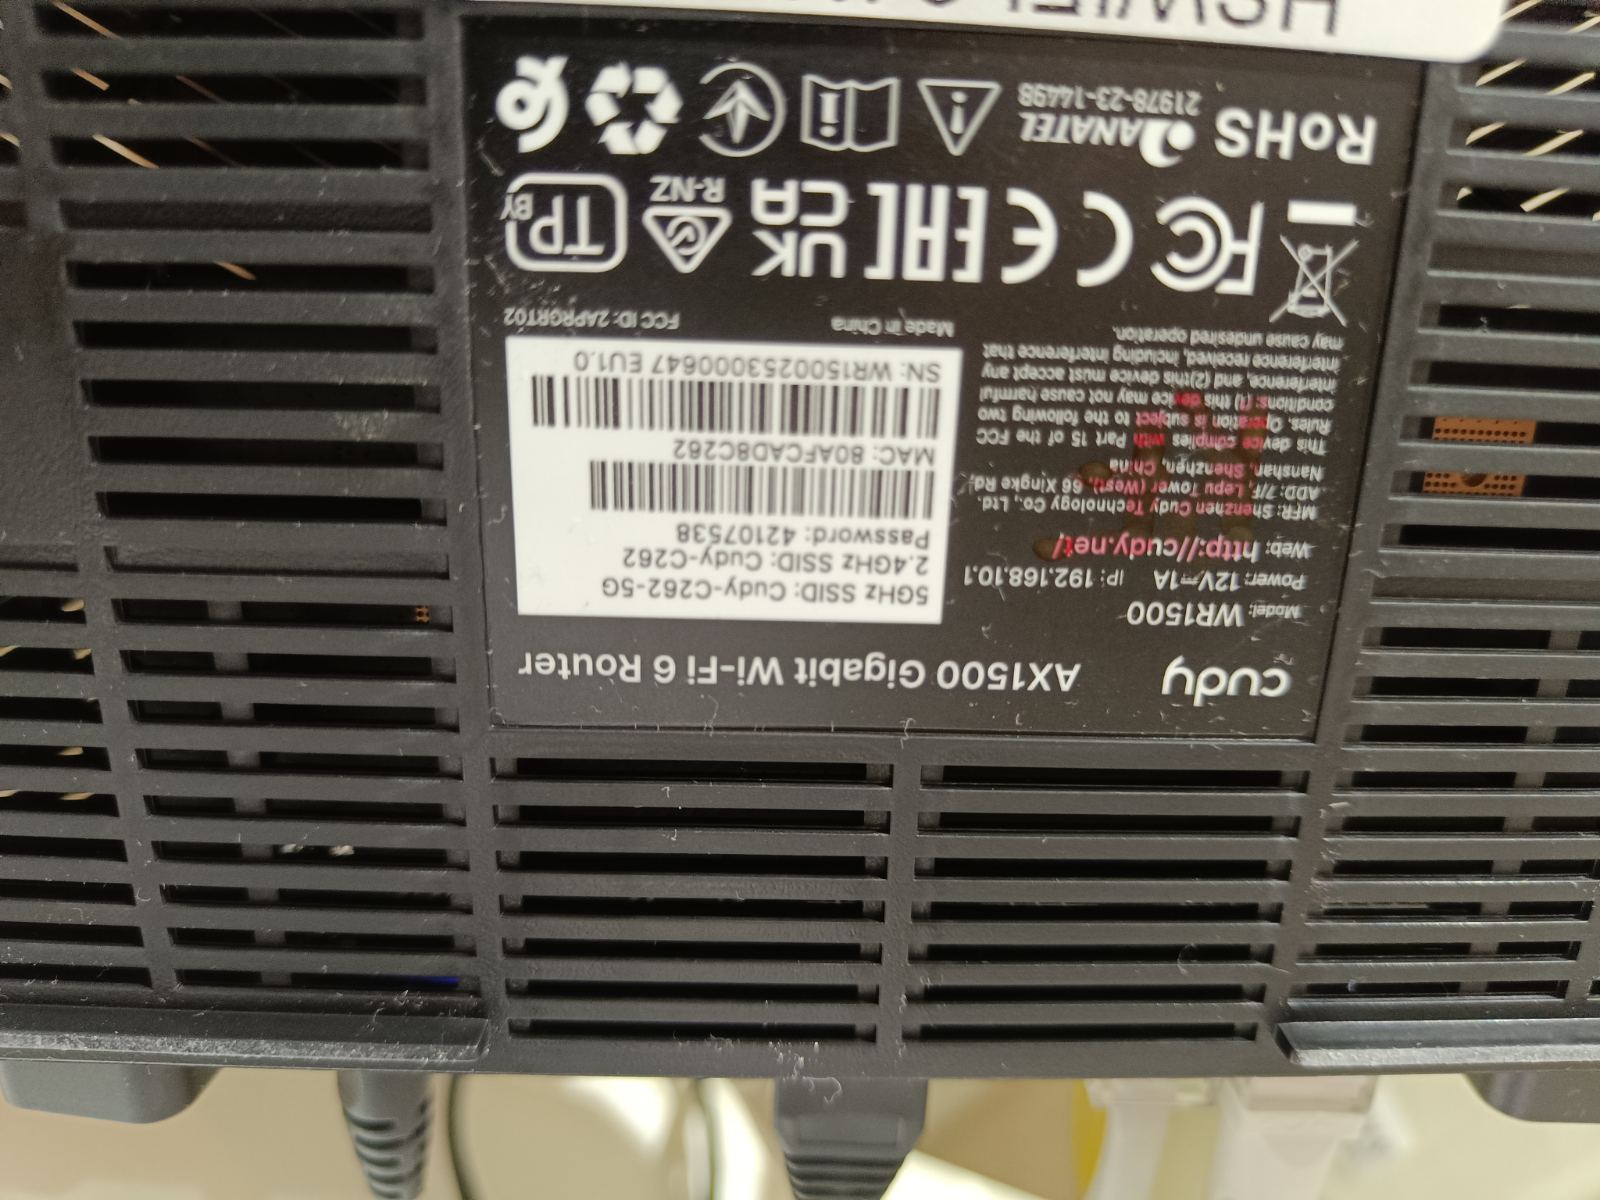 cudy
AX1500 Gigabit Wi-Fi 6 Router
Model: WR1500
Power: 12V⎓1A IP: 192.168.10.1
Web: http://cudy.net/
MFR: Shenzhen Cudy Technology Co., Ltd.
ADD: 7/F, Lepu Tower (West), 66 Xingke Rd,
Nanshan, Shenzhen, China
This device complies with Part 15 of the FCC
Rules. Operation is subject to the following two
conditions: (1) this device may not cause harmful
interference, and (2)this device must accept any
interference received, including interference that
may cause undesired operation.
5GHz SSID: Cudy-C262-5G
2.4GHz SSID: Cudy-C262
Password: 42107538
MAC: 80AFCAD8C262
SN: WR1500253000647 EU1.0
Made in China
FCC ID: 2APRGRT02
FC CE EAC UK CA R-NZ TP BY
RoHS ANATEL
21978-23-14498